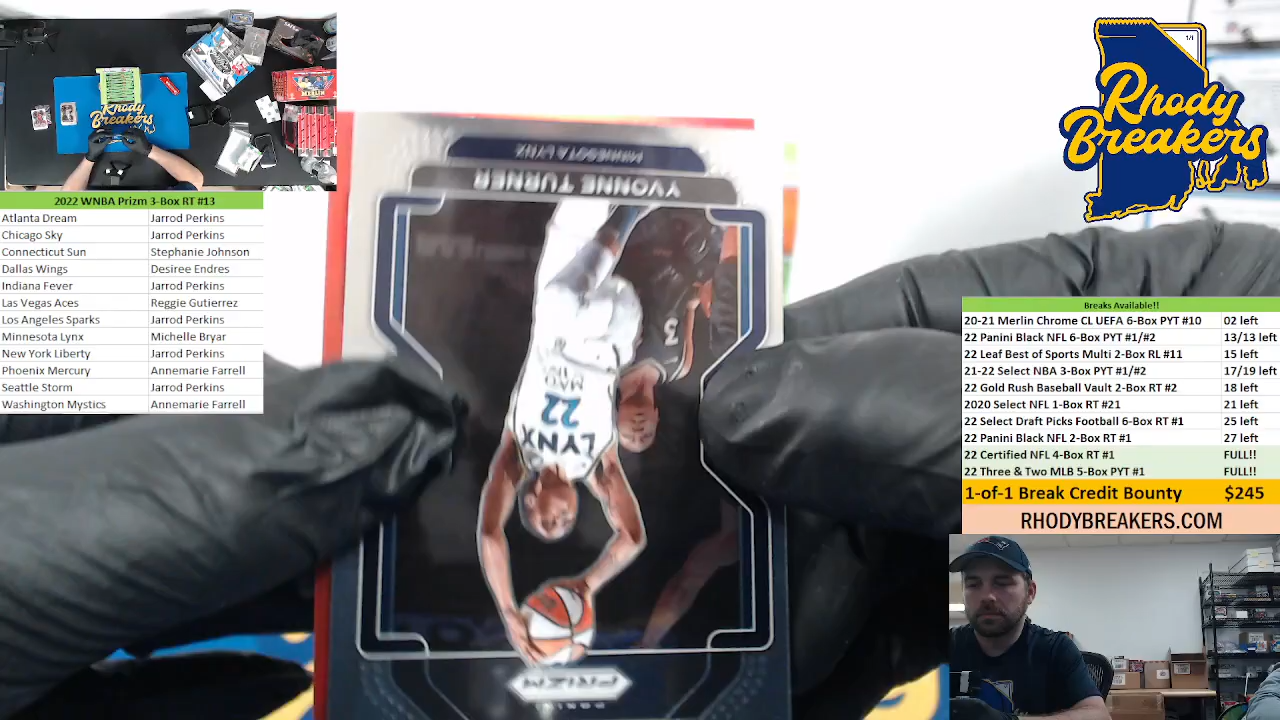 2022 WNBA Prizm 3-Box RT #13
Atlanta Dream Jarrod Perkins
Chicago Sky Jarrod Perkins
Connecticut Sun Stephanie Johnson
Dallas Wings Desiree Endres
Indiana Fever Jarrod Perkins
Las Vegas Aces Reggie Gutierrez
Los Angeles Sparks Jarrod Perkins
Minnesota Lynx Michelle Bryar
New York Liberty Jarrod Perkins
Phoenix Mercury Annemarie Farrell
Seattle Storm Jarrod Perkins
Washington Mystics Annemarie Farrell
Rhody
Breakers
MERLIN
MINNESOTA LYNX
YVONNE TURNER
3
22
LYNX
PRIZM
PANINI
1/1
Rhody
Breakers
Breaks Available!!
20-21 Merlin Chrome CL UEFA 6-Box PYT #10 02 left
22 Panini Black NFL 6-Box PYT #1/#2 13/13 left
22 Leaf Best of Sports Multi 2-Box RL #11 15 left
21-22 Select NBA 3-Box PYT #1/#2 17/19 left
22 Gold Rush Baseball Vault 2-Box RT #2 18 left
2020 Select NFL 1-Box RT #21 21 left
22 Select Draft Picks Football 6-Box PYT #1 25 left
22 Panini Black NFL 2-Box RT #1 27 left
22 Certified NFL 4-Box RT #1 FULL!!
22 Three & Two MLB 5-Box PYT #1 FULL!!
1-of-1 Break Credit Bounty $245
RHODYBREAKERS.COM